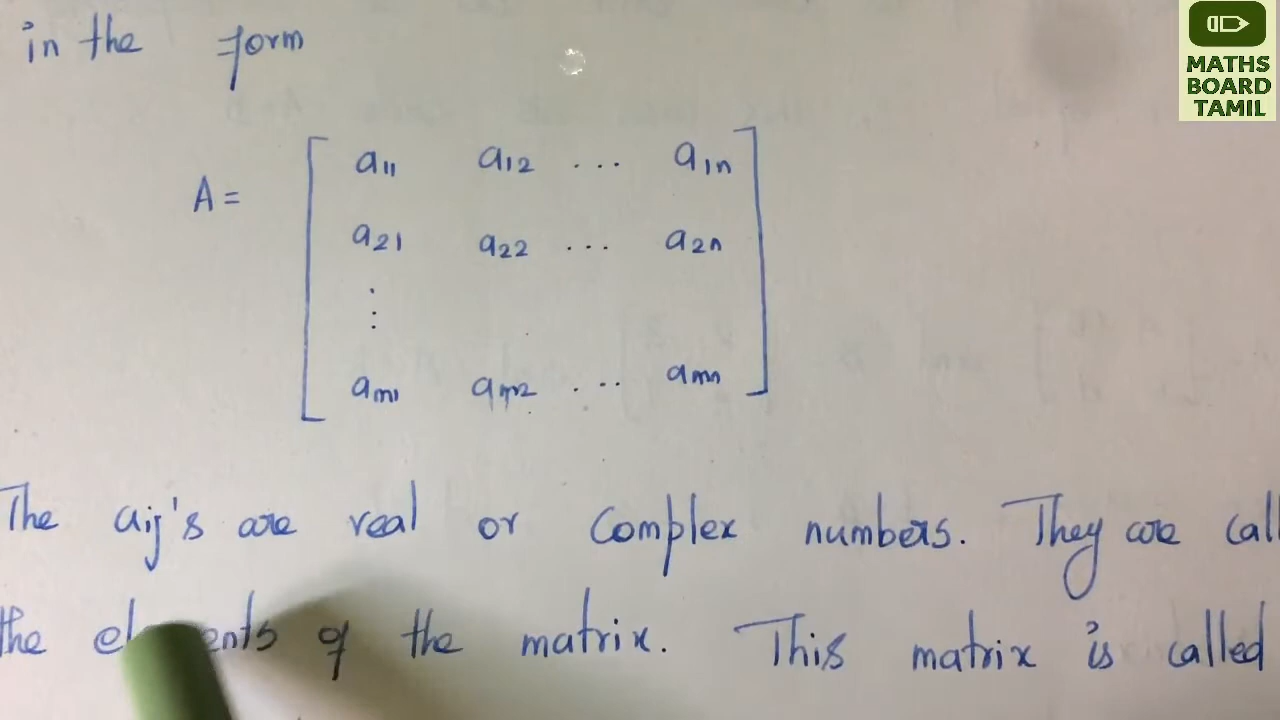 in the form
MATHS
BOARD
TAMIL
A = [ a11 a12 ... a1n
a21 a22 ... a2n
⋮
am1 am2 ... amn ]
The aij's are real or complex numbers. They are call
the of the matrix. This matrix is called